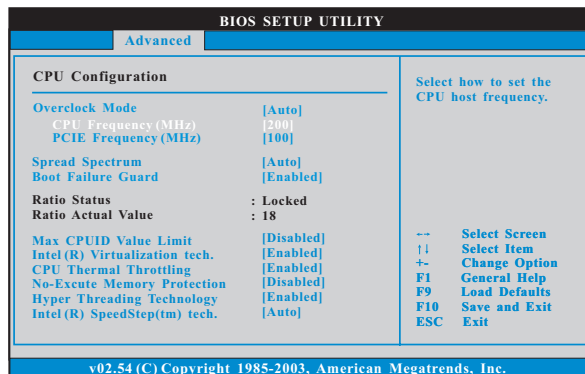 BIOS SETUP UTILITY
Advanced
CPU Configuration
Overclock Mode [Auto]
CPU Frequency (MHz) [200]
PCIE Frequency (MHz) [100]
Spread Spectrum [Auto]
Boot Failure Guard [Enabled]
Ratio Status : Locked
Ratio Actual Value : 18
Max CPUID Value Limit [Disabled]
Intel (R) Virtualization tech. [Enabled]
CPU Thermal Throttling [Enabled]
No-Excute Memory Protection [Disabled]
Hyper Threading Technology [Enabled]
Intel (R) SpeedStep(tm) tech. [Auto]
Select how to set the
CPU host frequency.
←→ Select Screen
↑↓ Select Item
+- Change Option
F1 General Help
F9 Load Defaults
F10 Save and Exit
ESC Exit
v02.54 (C) Copyright 1985-2003, American Megatrends, Inc.